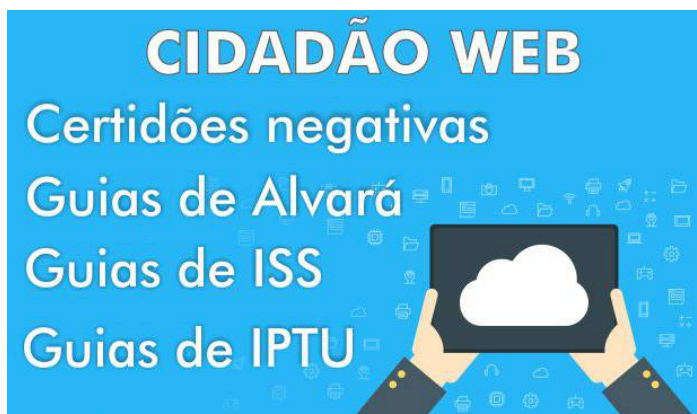 CIDADÃO WEB
Certidões negativas
Guias de Alvará
Guias de ISS
Guias de IPTU